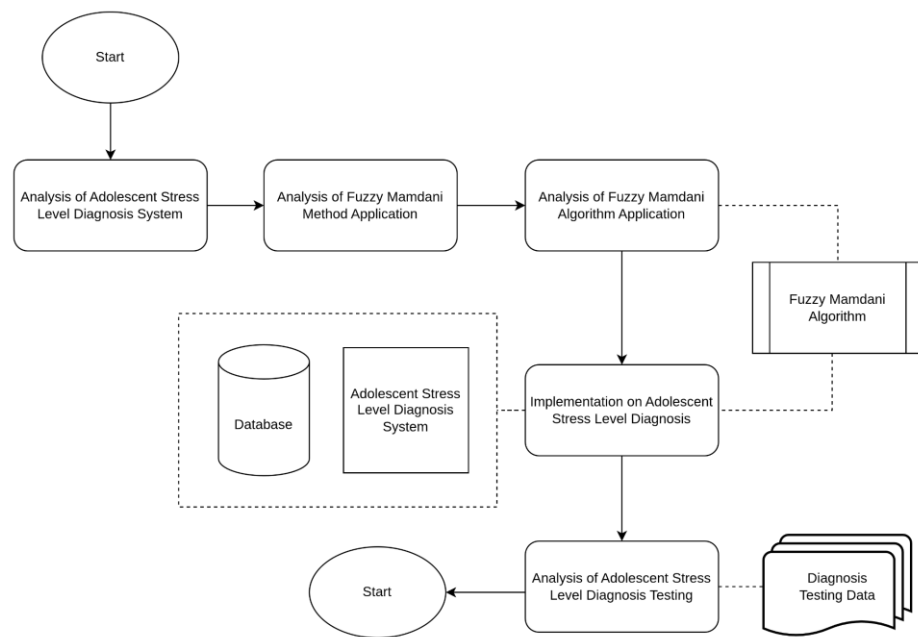 Start
Analysis of Adolescent Stress
Level Diagnosis System
Analysis of Fuzzy Mamdani
Method Application
Analysis of Fuzzy Mamdani
Algorithm Application
Fuzzy Mamdani
Algorithm
Database
Adolescent Stress
Level Diagnosis
System
Implementation on Adolescent
Stress Level Diagnosis
Start
Analysis of Adolescent Stress
Level Diagnosis Testing
Diagnosis
Testing Data